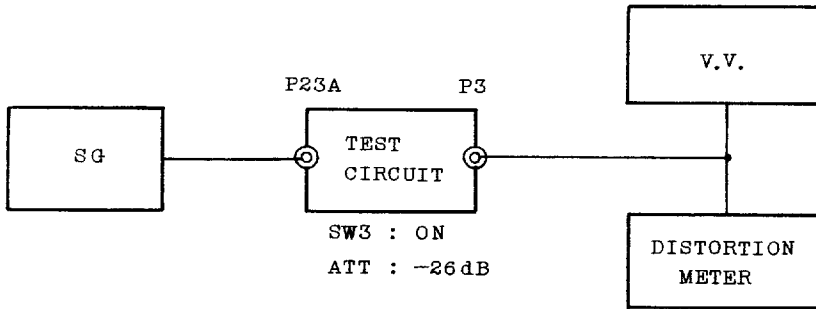 V.V.
P23A
P3
SG
TEST
CIRCUIT
SW3 : ON
ATT : -26dB
DISTORTION
METER